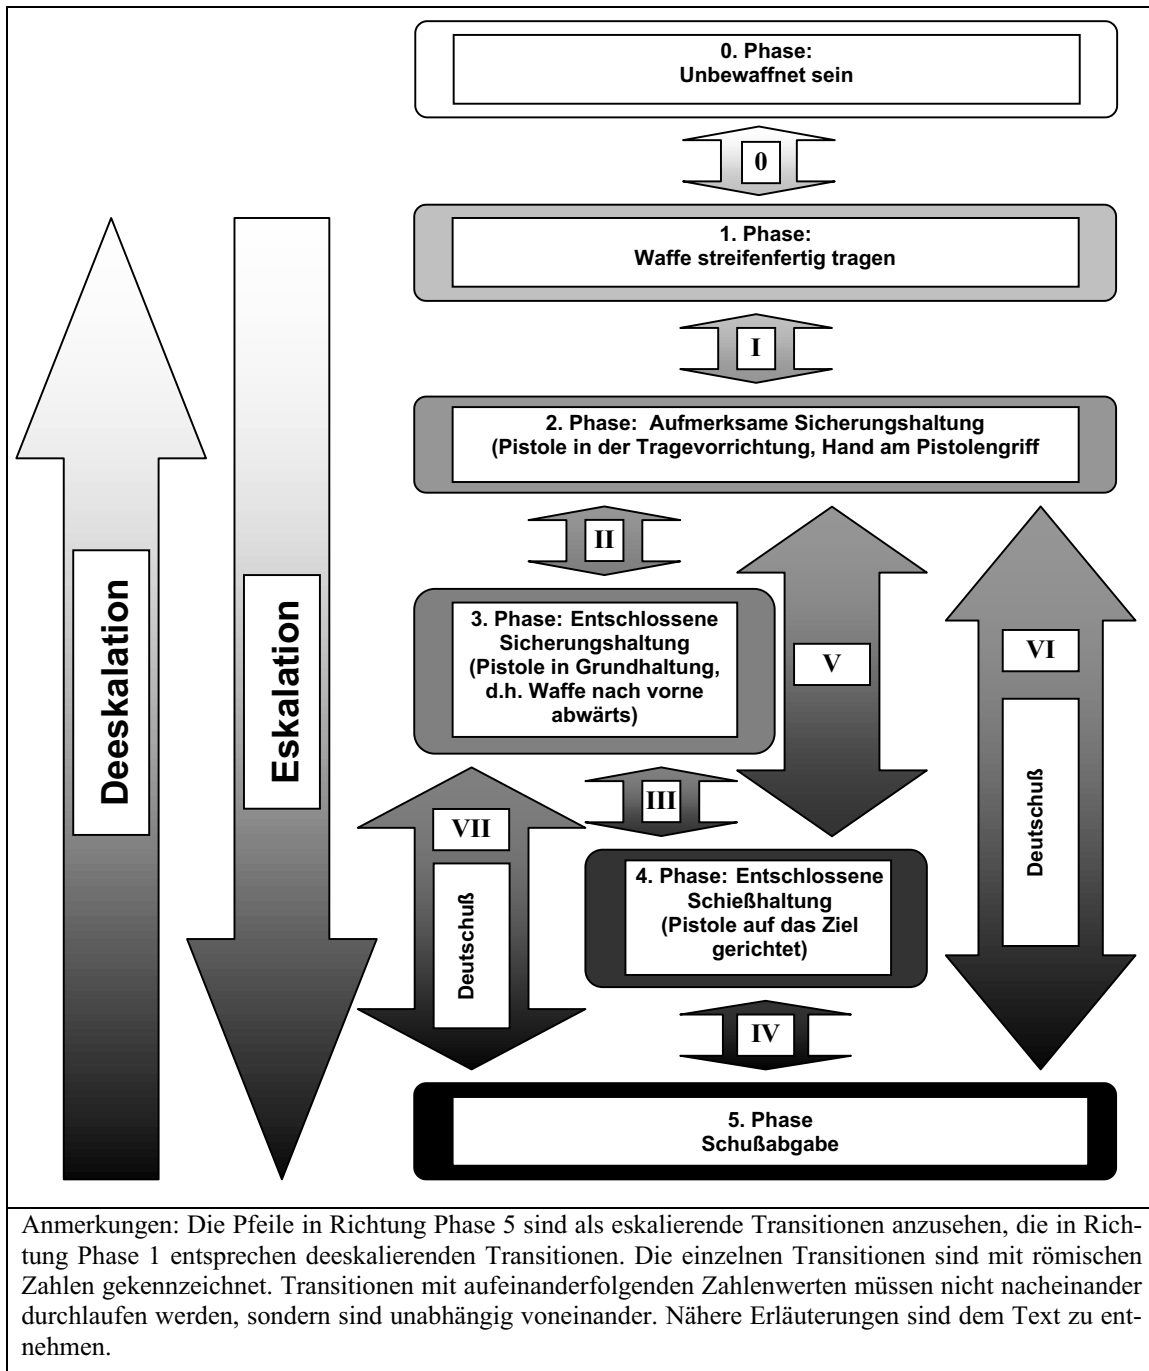 0. Phase:
Unbewaffnet sein
0
1. Phase:
Waffe streifenfertig tragen
I
2. Phase: Aufmerksame Sicherungshaltung
(Pistole in der Tragevorrichtung, Hand am Pistolengriff
II
3. Phase: Entschlossene
Sicherungshaltung
(Pistole in Grundhaltung,
d.h. Waffe nach vorne
abwärts)
V
VI
Deutschuß
Deeskalation
Eskalation
III
VII
Deutschuß
4. Phase: Entschlossene
Schießhaltung
(Pistole auf das Ziel
gerichtet)
IV
5. Phase
Schußabgabe
Anmerkungen: Die Pfeile in Richtung Phase 5 sind als eskalierende Transitionen anzusehen, die in Rich-
tung Phase 1 entsprechen deeskalierenden Transitionen. Die einzelnen Transitionen sind mit römischen
Zahlen gekennzeichnet. Transitionen mit aufeinanderfolgenden Zahlenwerten müssen nicht nacheinander
durchlaufen werden, sondern sind unabhängig voneinander. Nähere Erläuterungen sind dem Text zu ent-
nehmen.